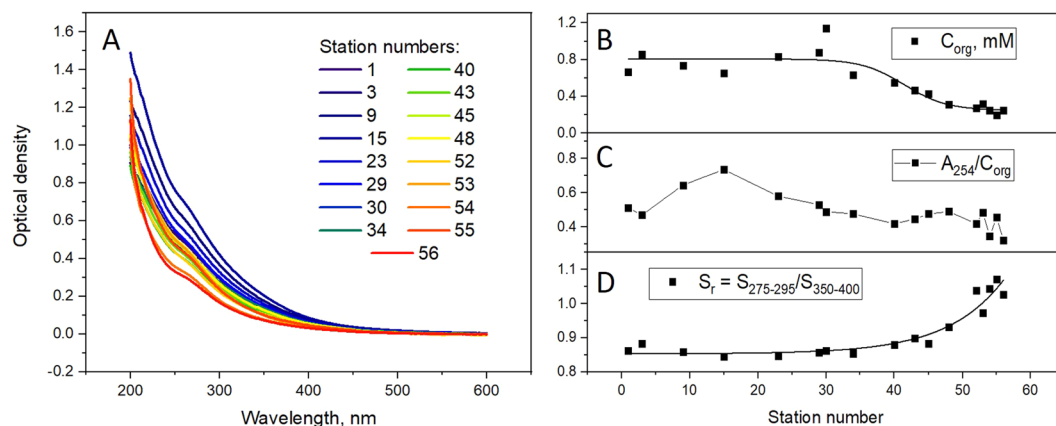 A
Station numbers:
1 40
3 43
9 45
15 48
23 52
29 53
30 54
34 55
56
Optical density
1.6
1.4
1.2
1.0
0.8
0.6
0.4
0.2
0.0
-0.2
200 300 400 500 600
Wavelength, nm
B
C_org, mM
1.2
0.8
0.4
0.0
C
A_254/C_org
0.8
0.6
0.4
D
S_r = S_275-295/S_350-400
1.1
1.0
0.9
0.8
0 10 20 30 40 50 60
Station number